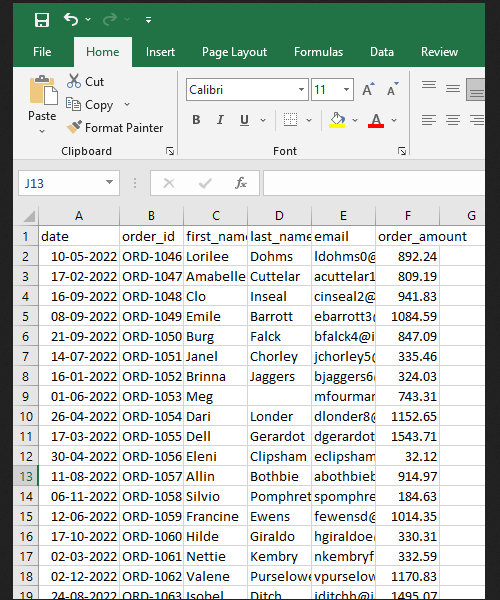 File Home Insert Page Layout Formulas Data Review
Cut
Copy
Paste
Format Painter
Clipboard
Calibri 11 A A
B I U A
Font
J13 fx
A B C D E F G
1 date order_id first_name last_name email order_amount
2 10-05-2022 ORD-1046 Lorilee Dohms ldohms0@ 892.24
3 17-02-2022 ORD-1047 Amabelle Cuttelar acuttelar1 809.19
4 16-09-2022 ORD-1048 Clo Inseal cinseal2@ 941.83
5 08-09-2022 ORD-1049 Emile Barrott ebarrott3@ 1084.59
6 21-09-2022 ORD-1050 Burg Falck bfalck4@i 847.09
7 14-07-2022 ORD-1051 Janel Chorley jchorley5@ 335.46
8 16-01-2022 ORD-1052 Brinna Jaggers bjaggers6 324.03
9 01-06-2022 ORD-1053 Meg mfourmar 743.31
10 26-04-2022 ORD-1054 Dari Londer dlonder8@ 1152.65
11 17-03-2022 ORD-1055 Dell Gerardot dgerardot 1543.71
12 30-04-2022 ORD-1056 Eleni Clipsham eclipsham 32.12
13 11-08-2022 ORD-1057 Allin Bothbie abothbieb 914.97
14 06-11-2022 ORD-1058 Silvio Pomphret spomphre 184.63
15 12-06-2022 ORD-1059 Francine Ewens fewensd@ 1014.35
16 17-10-2022 ORD-1060 Hilde Giraldo hgiraldoe 330.31
17 02-03-2022 ORD-1061 Nettie Kembry nkembryf 332.59
18 02-12-2022 ORD-1062 Valene Purselowe vpurselow 1170.83
19 24-08-2022 ORD-1063 Isobel Ditch iditchh@i 1495.07